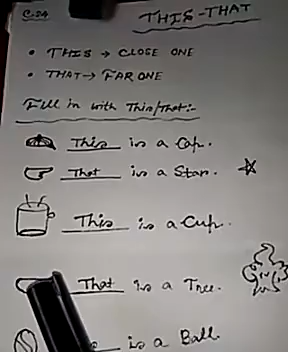 C.24
THIS-THAT
• THIS → CLOSE ONE
• THAT → FAR ONE
Fill in with This/That:-
This is a Cap.
That is a Star.
This is a Cup.
That is a Tree.
is a Ball